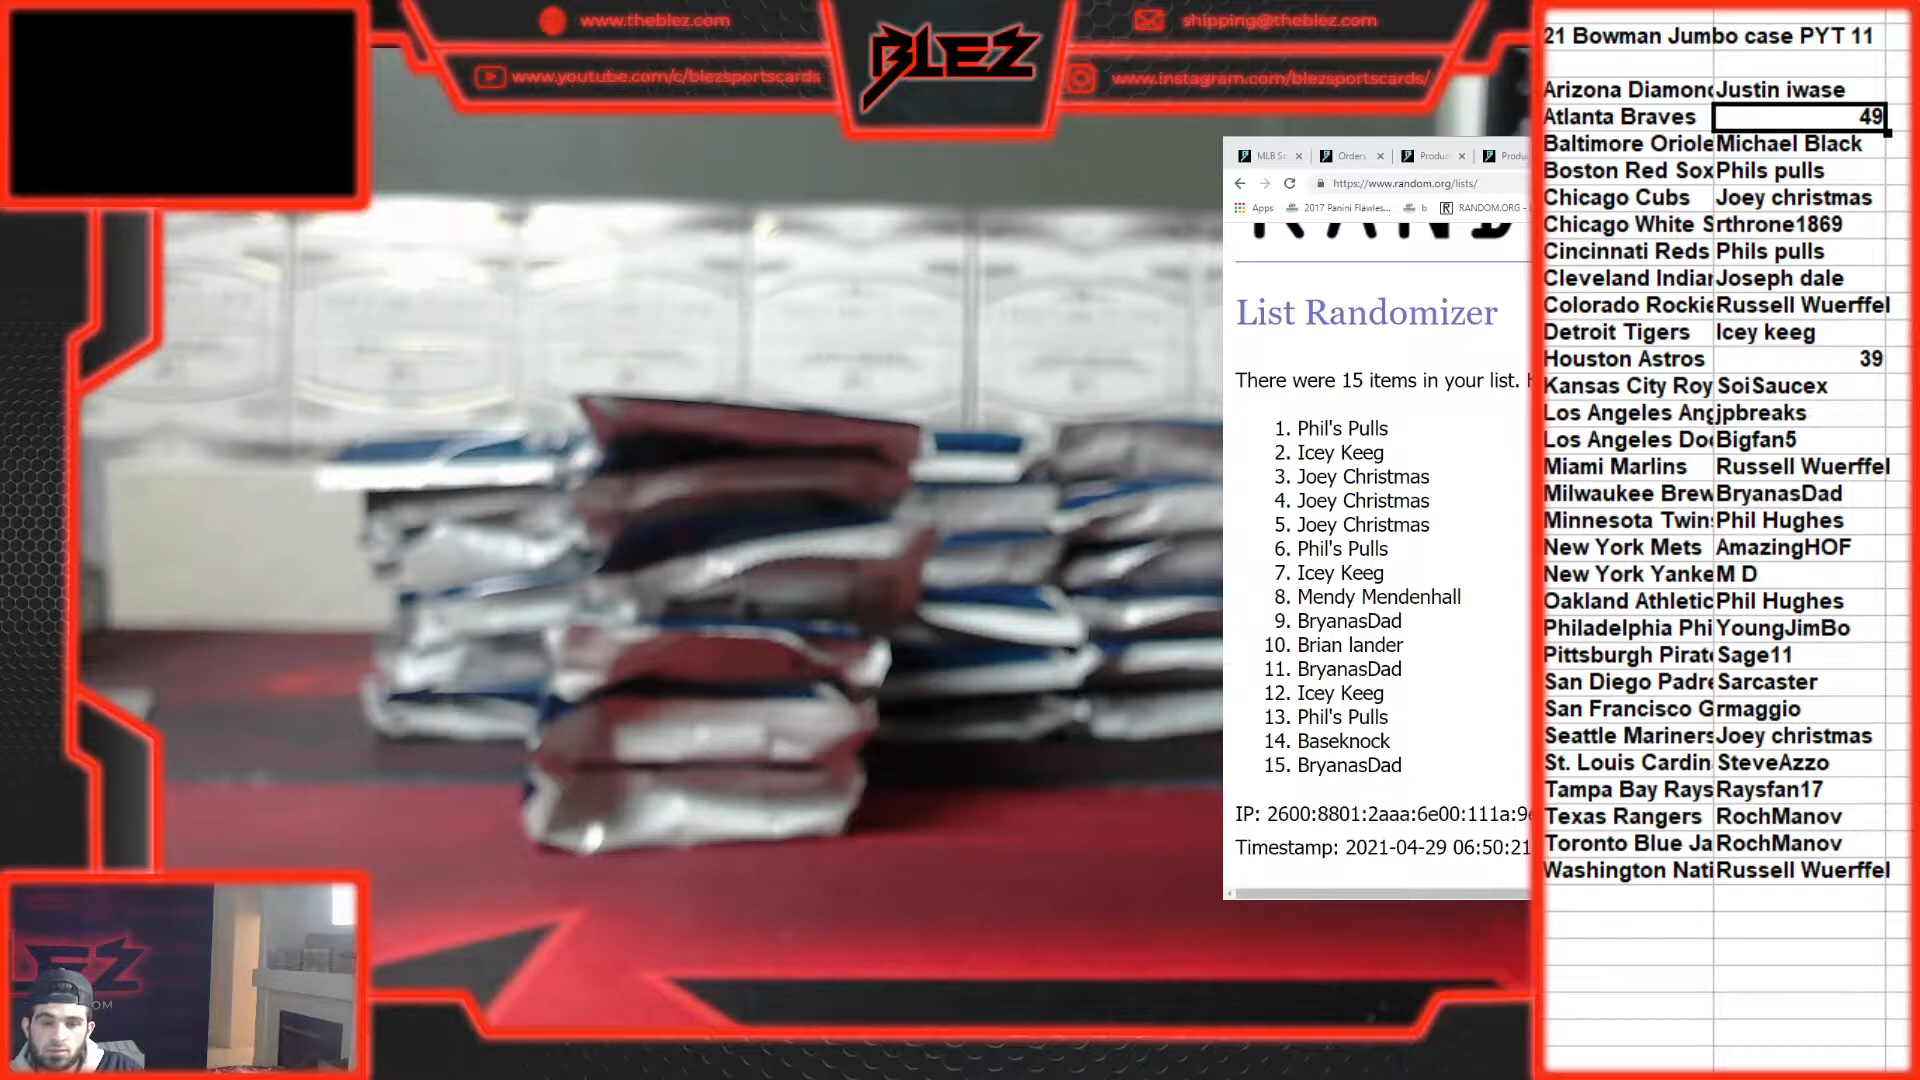 www.theblez.com
shipping@theblez.com
BLEZ
www.youtube.com/c/blezsportscards
www.instagram.com/blezsportscards/
MLB S
Orders
Produc
Produ
https://www.random.org/lists/
Apps
2017 Panini Flawles...
b
RANDOM.ORG -
RAND
List Randomizer
There were 15 items in your list.
1. Phil's Pulls
2. Icey Keeg
3. Joey Christmas
4. Joey Christmas
5. Joey Christmas
6. Phil's Pulls
7. Icey Keeg
8. Mendy Mendenhall
9. BryanasDad
10. Brian lander
11. BryanasDad
12. Icey Keeg
13. Phil's Pulls
14. Baseknock
15. BryanasDad
IP: 2600:8801:2aaa:6e00:111a:9e
Timestamp: 2021-04-29 06:50:21
21 Bowman Jumbo case PYT 11
Arizona Diamond Justin iwase
Atlanta Braves 49
Baltimore Oriole Michael Black
Boston Red Sox Phils pulls
Chicago Cubs Joey christmas
Chicago White S rthrone1869
Cincinnati Reds Phils pulls
Cleveland Indian Joseph dale
Colorado Rockie Russell Wuerffel
Detroit Tigers Icey keeg
Houston Astros 39
Kansas City Roy SoiSaucex
Los Angeles Ang jpbreaks
Los Angeles Do Bigfan5
Miami Marlins Russell Wuerffel
Milwaukee Brew BryanasDad
Minnesota Twins Phil Hughes
New York Mets AmazingHOF
New York Yanke M D
Oakland Athletic Phil Hughes
Philadelphia Phi YoungJimBo
Pittsburgh Pirate Sage11
San Diego Padre Sarcaster
San Francisco G rmaggio
Seattle Mariners Joey christmas
St. Louis Cardin SteveAzzo
Tampa Bay Rays Raysfan17
Texas Rangers RochManov
Toronto Blue Ja RochManov
Washington Nati Russell Wuerffel